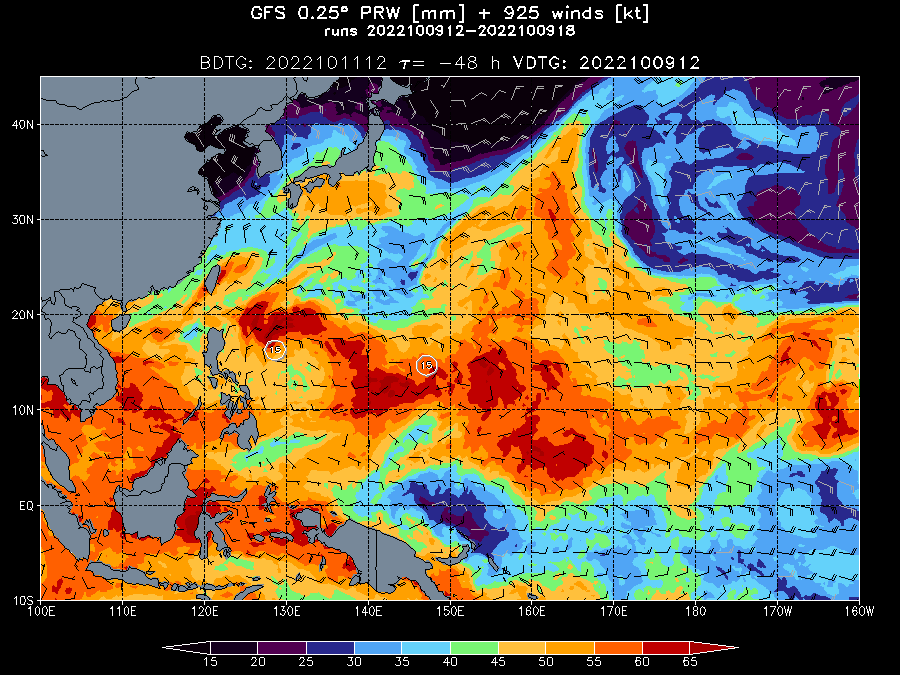 GFS 0.25° PRW [mm] + 925 winds [kt]
runs 2022100912-2022100918
BDTG: 2022101112 τ= -48 h VDTG: 2022100912
40N
30N
20N
15
15
10N
EQ
10S
100E 110E 120E 130E 140E 150E 160E 170E 180 170W 160W
15 20 25 30 35 40 45 50 55 60 65